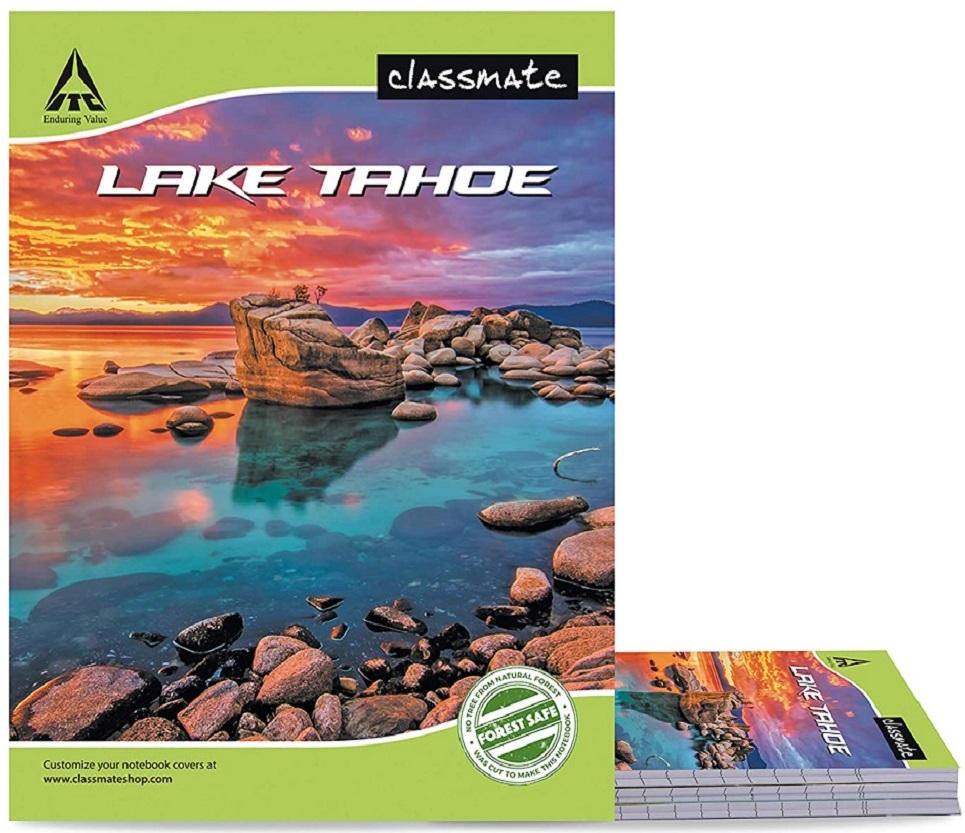 ITC
Enduring Value
classmate
LAKE TAHOE
NO TREE FROM NATURAL FOREST
FOREST SAFE
WAS CUT TO MAKE THIS NOTEBOOK
Customize your notebook covers at
www.classmateshop.com
LAKE TAHOE
classmate